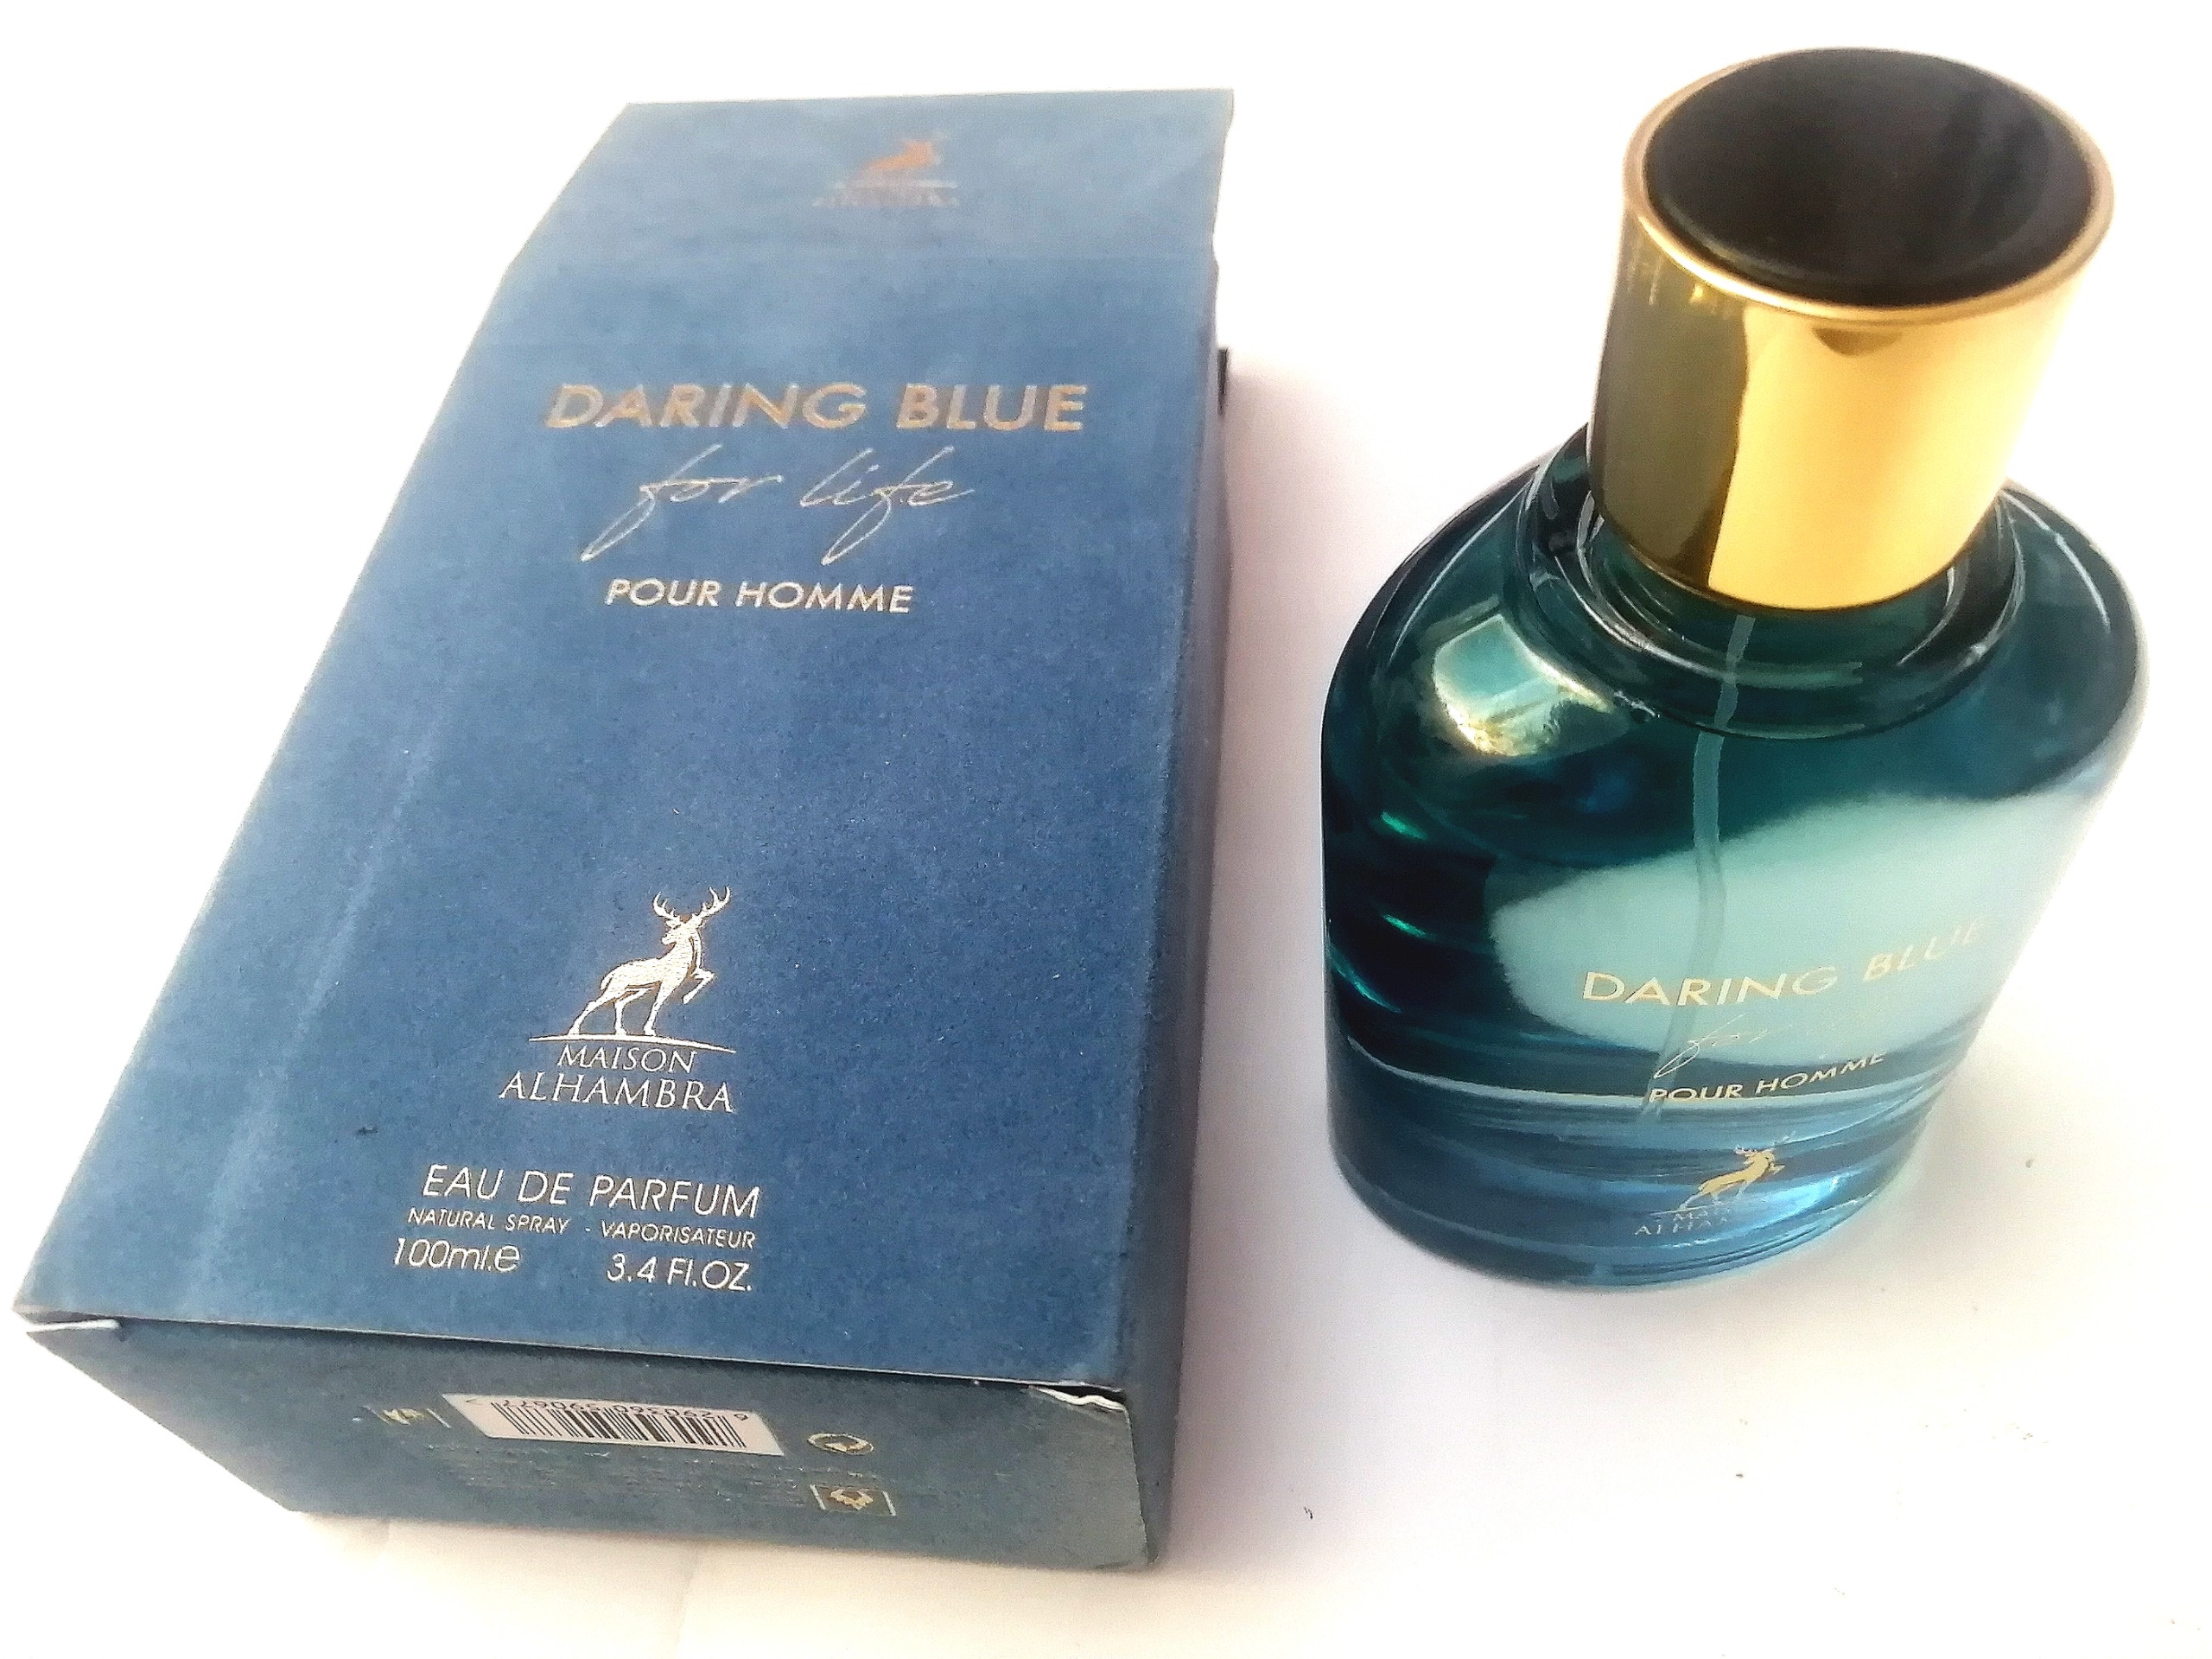 DARING BLUE
for life
POUR HOMME
MAISON
ALHAMBRA
EAU DE PARFUM
NATURAL SPRAY - VAPORISATEUR
100ml.e 3.4 Fl.OZ.
DARING BLUE
for
POUR HOMME